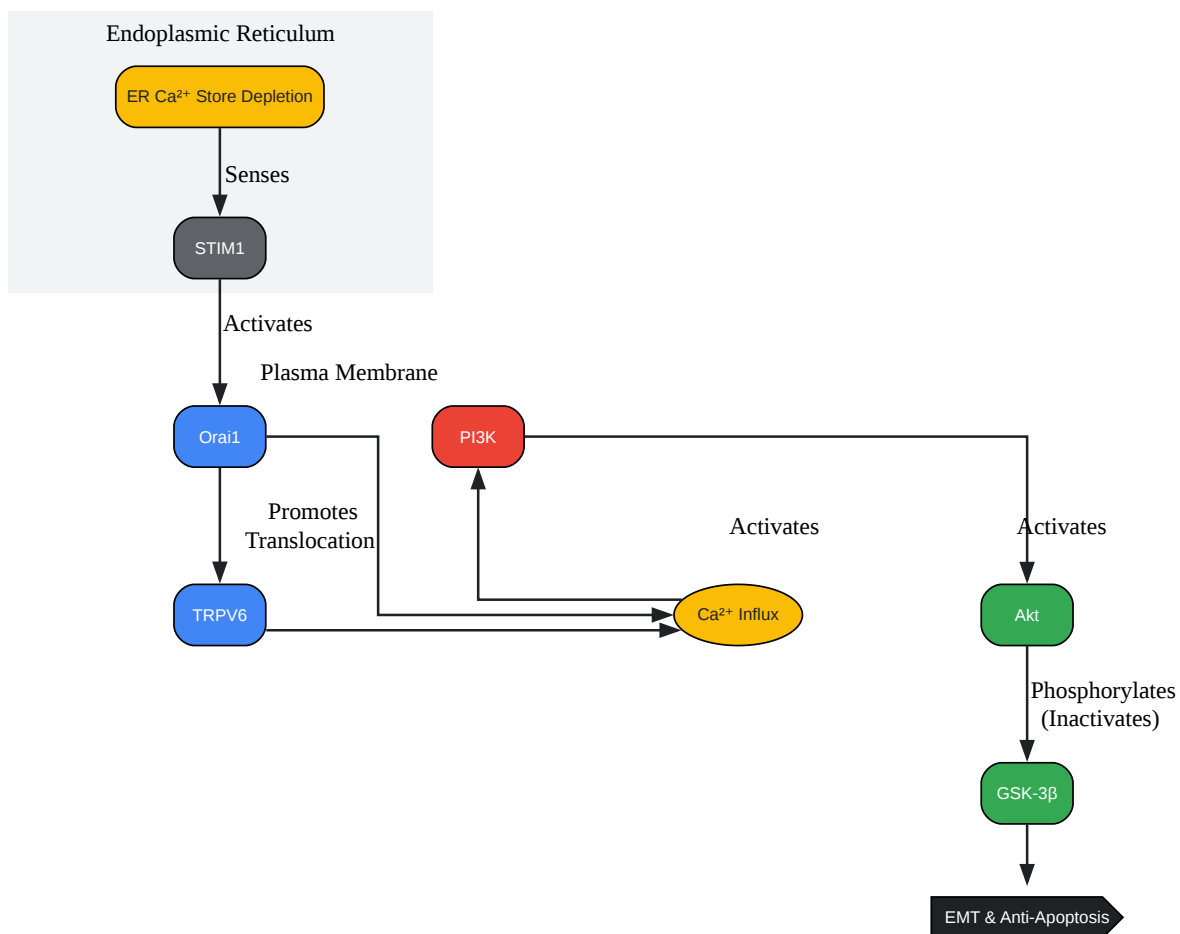 Endoplasmic Reticulum
ER Ca²⁺ Store Depletion
Senses
STIM1
Activates
Plasma Membrane
Orai1
PI3K
Promotes
Translocation
Activates
Activates
TRPV6
Ca²⁺ Influx
Akt
Phosphorylates
(Inactivates)
GSK-3β
EMT & Anti-Apoptosis